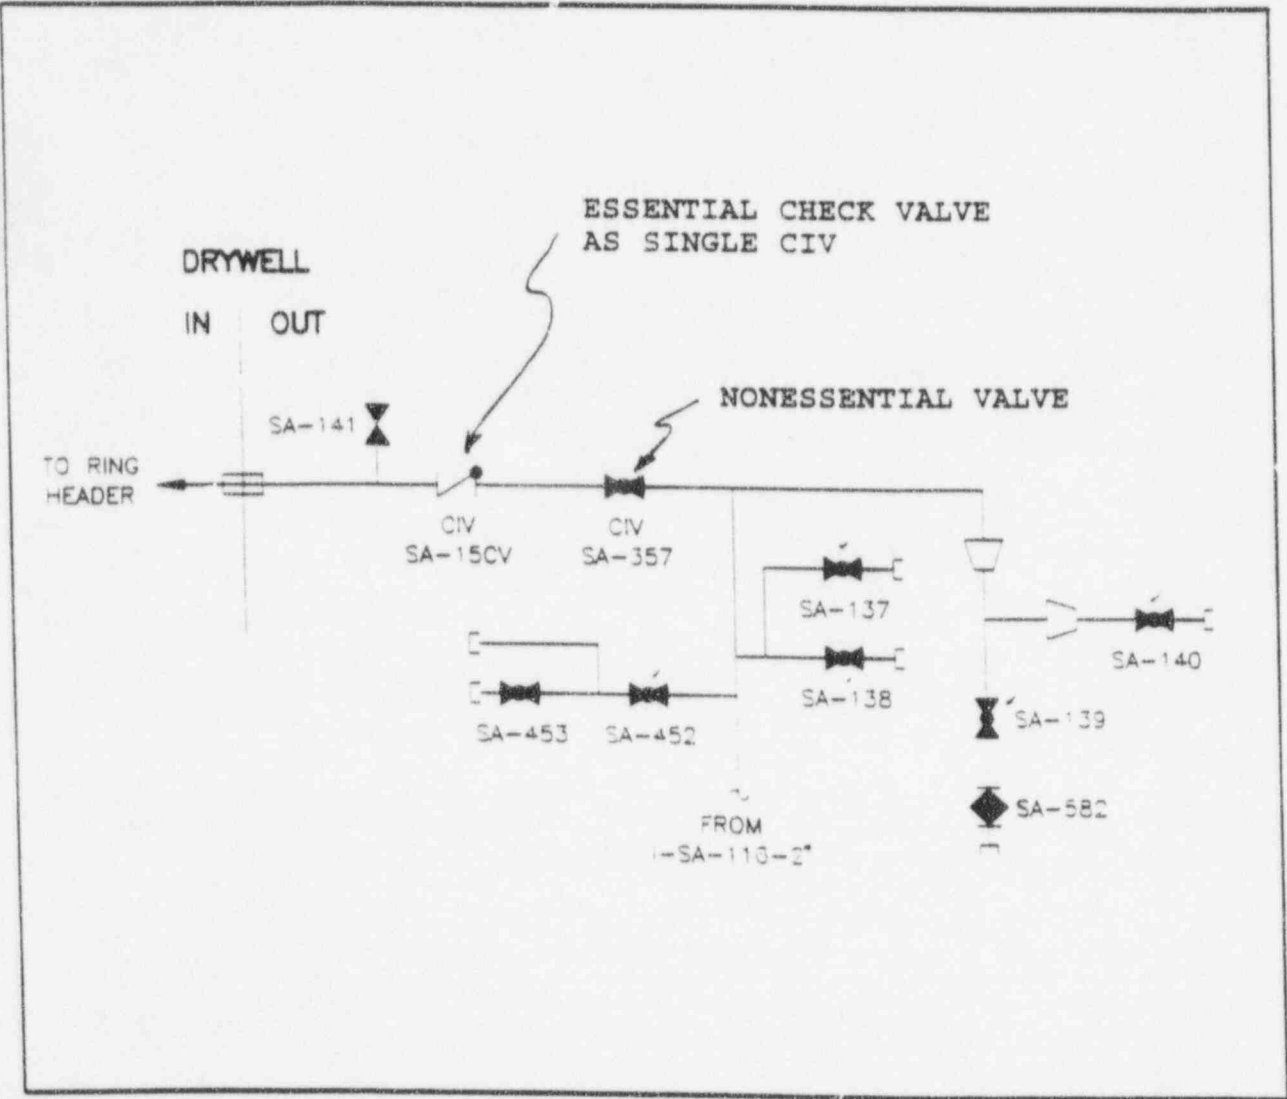 ESSENTIAL CHECK VALVE
AS SINGLE CIV
DRYWELL
IN OUT
NONESSENTIAL VALVE
SA-141
TO RING
HEADER
CIV
SA-15CV
CIV
SA-357
SA-137
SA-140
SA-138
SA-139
SA-453
SA-452
SA-582
FROM